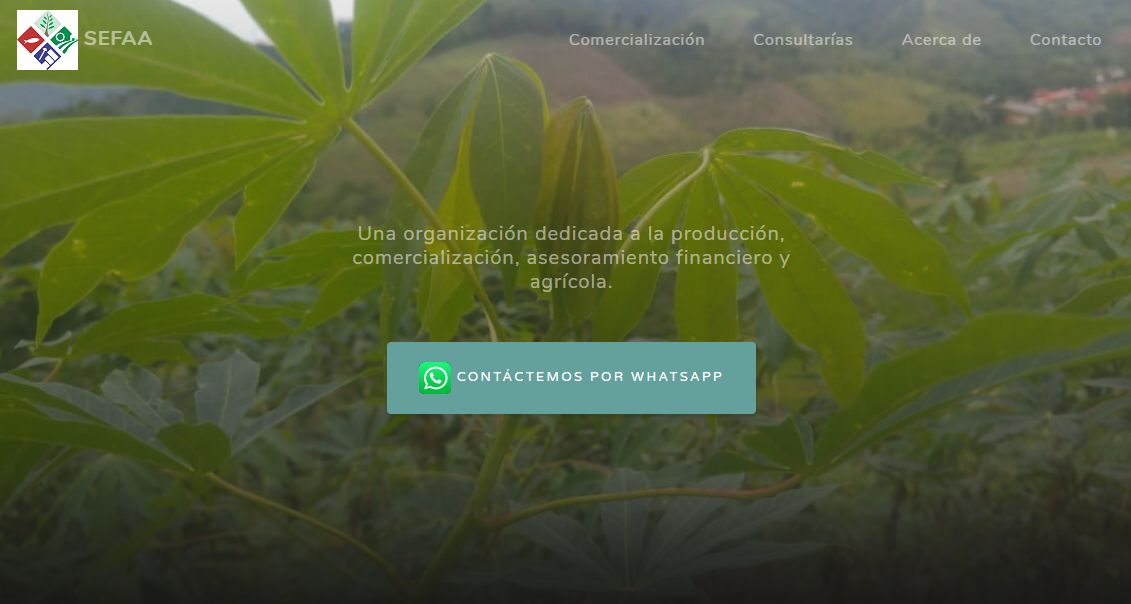 SEFAA
Comercialización
Consultarías
Acerca de
Contacto
Una organización dedicada a la producción,
comercialización, asesoramiento financiero y
agrícola.
CONTÁCTEMOS POR WHATSAPP